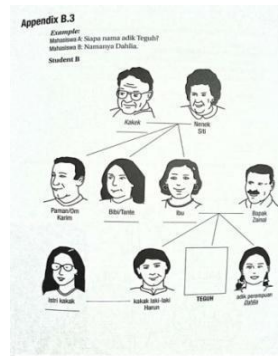 Appendix B.3
Example:
Mahasiswa A: Siapa nama adik Teguh?
Mahasiswa B: Namanya Dahlia.
Student B
Kakek
Nenek
Siti
Paman/Om
Karim
Bibi/Tante
Ibu
Bapak
Zainal
Istri kakak
kakak laki-laki
Harun
TEGUH
adik perempuan
Dahlia